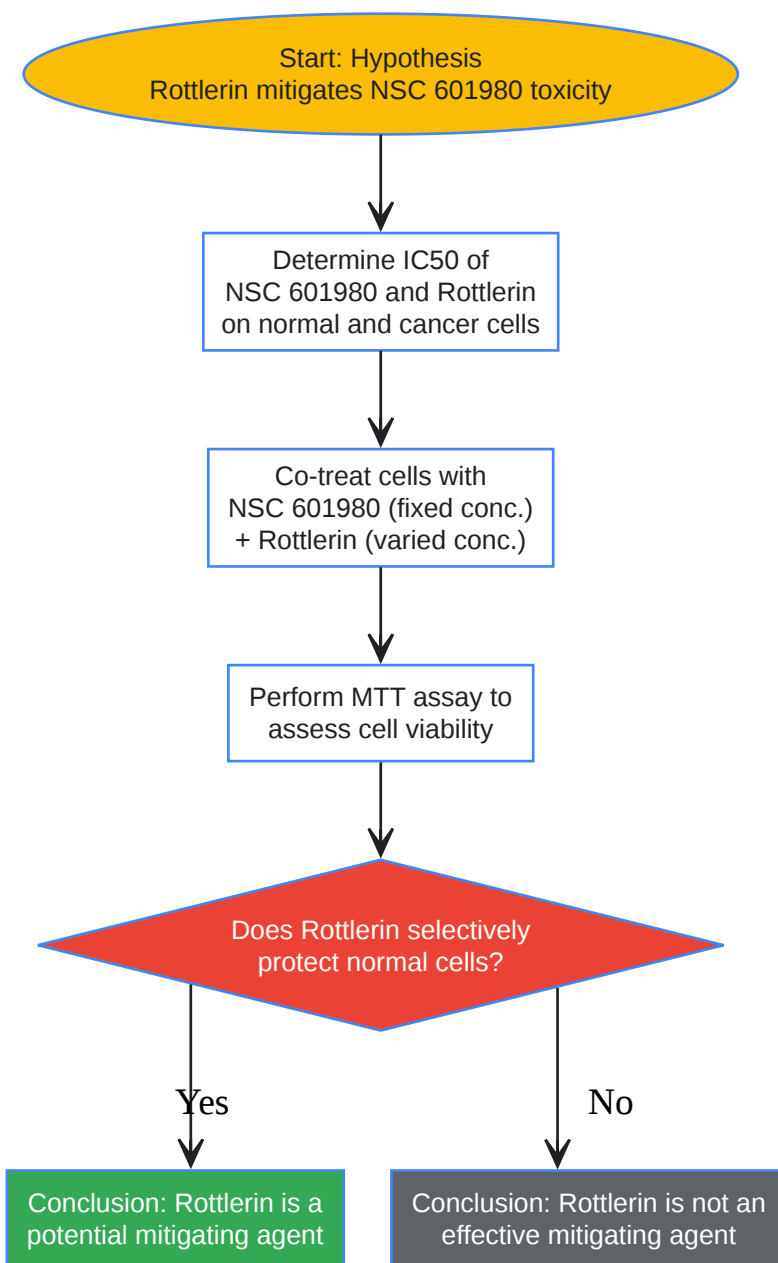 Start: Hypothesis
Rottlerin mitigates NSC 601980 toxicity
Determine IC50 of
NSC 601980 and Rottlerin
on normal and cancer cells
Co-treat cells with
NSC 601980 (fixed conc.)
+ Rottlerin (varied conc.)
Perform MTT assay to
assess cell viability
Does Rottlerin selectively
protect normal cells?
Yes
No
Conclusion: Rottlerin is a
potential mitigating agent
Conclusion: Rottlerin is not an
effective mitigating agent